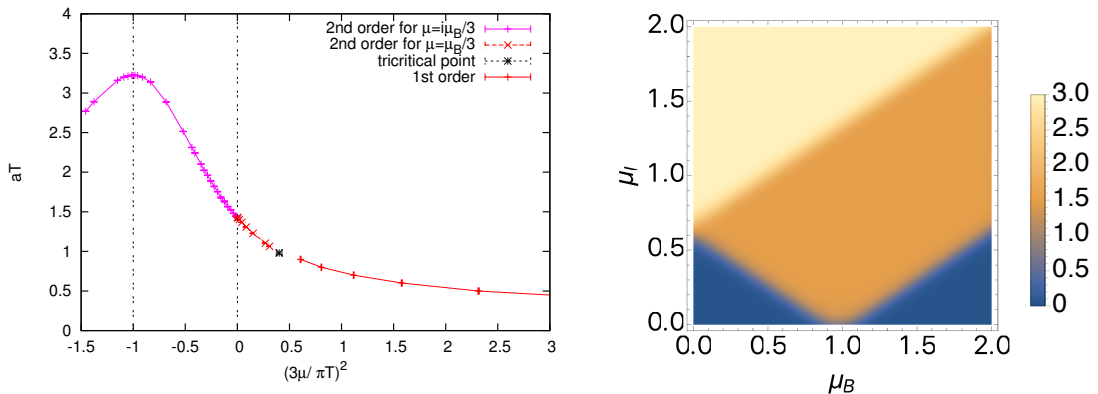 4
3.5
3
2.5
2
1.5
1
0.5
0
aT
-1.5 -1 -0.5 0 0.5 1 1.5 2 2.5 3
(3μ/ πT)²
2nd order for μ=iμ_B/3
2nd order for μ=μ_B/3
tricritical point
1st order
2.0
1.5
1.0
0.5
0.0
μ_I
0.0 0.5 1.0 1.5 2.0
μ_B
3.0
2.5
2.0
1.5
1.0
0.5
0